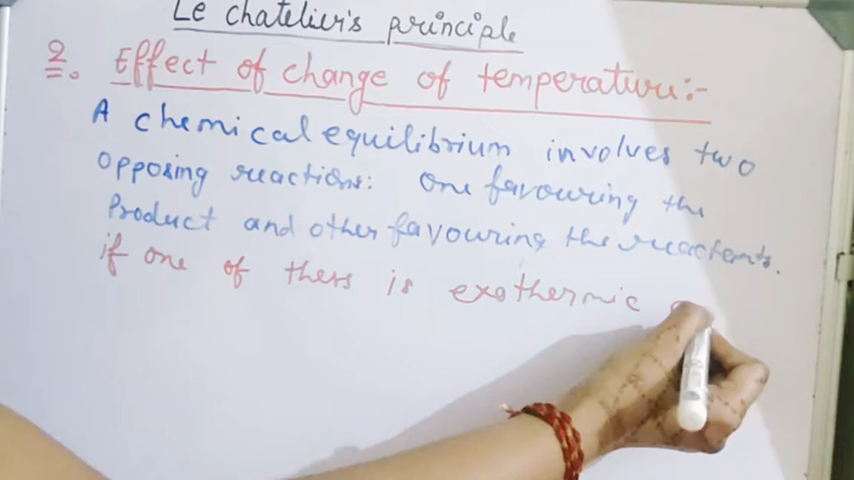 Le chatelier's principle
2. Effect of change of temperature:-
A chemical equilibrium involves two
opposing reactions: One favouring the
Product and other favouring the reactants.
if one of thess is exothermic